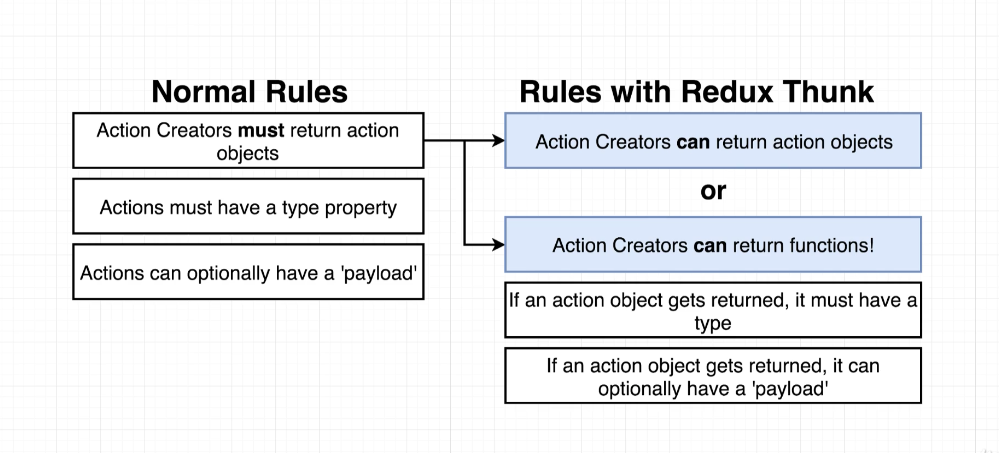 Normal Rules
Action Creators must return action
objects
Actions must have a type property
Actions can optionally have a 'payload'
Rules with Redux Thunk
Action Creators can return action objects
or
Action Creators can return functions!
If an action object gets returned, it must have a
type
If an action object gets returned, it can
optionally have a 'payload'